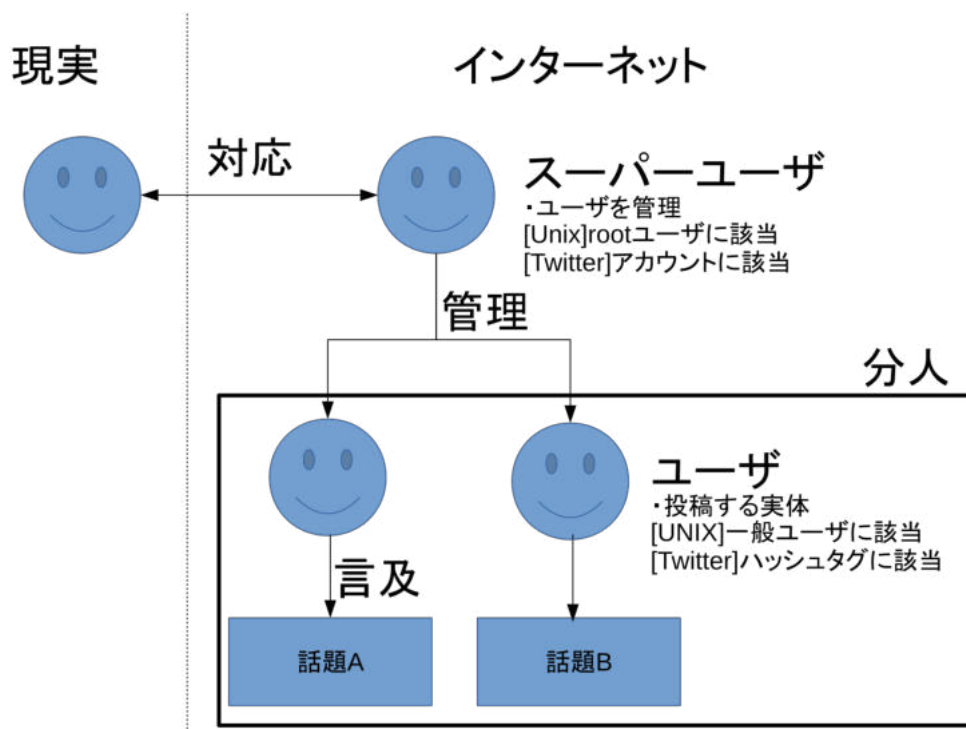 現実
インターネット
対応
スーパーユーザ
・ユーザを管理
[Unix]rootユーザに該当
[Twitter]アカウントに該当
管理
分人
ユーザ
・投稿する実体
[UNIX]一般ユーザに該当
[Twitter]ハッシュタグに該当
言及
話題A
話題B